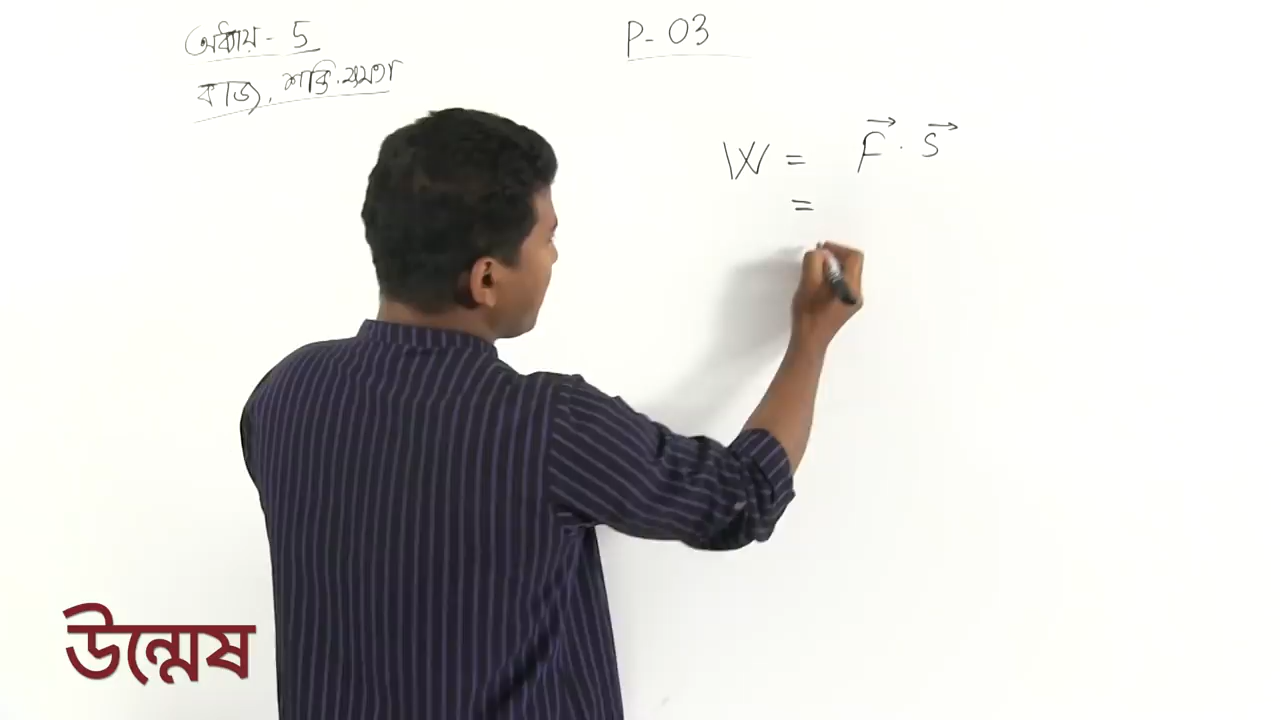 অধ্যায় - 5
কাজ, শক্তি, ক্ষমতা
P- 03
W = F⃗ · s⃗
=
উন্মেষ